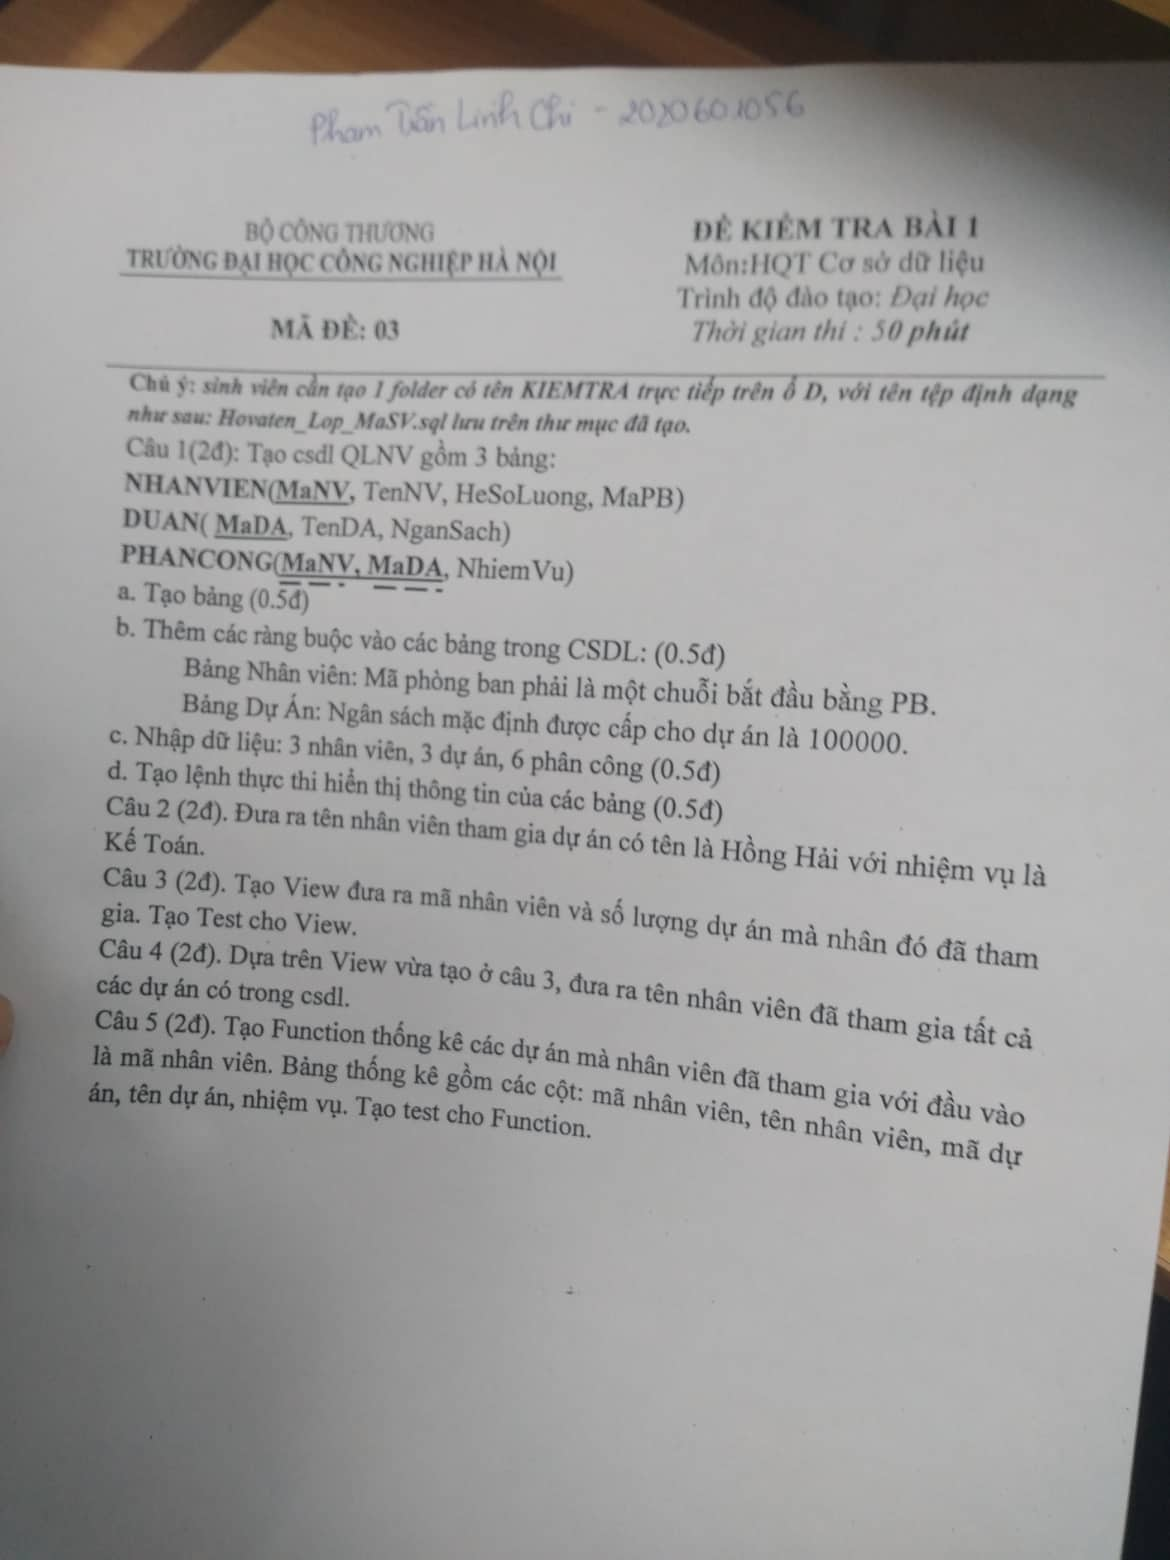 Phạm Trần Linh Chi - 2020601056
BỘ CÔNG THƯƠNG
TRƯỜNG ĐẠI HỌC CÔNG NGHIỆP HÀ NỘI
MÃ ĐỀ: 03
ĐỀ KIỂM TRA BÀI 1
Môn:HQT Cơ sở dữ liệu
Trình độ đào tạo: Đại học
Thời gian thi : 50 phút
Chú ý: sinh viên cần tạo 1 folder có tên KIEMTRA trực tiếp trên ổ D, với tên tệp định dạng
như sau: Hovaten_Lop_MaSV.sql lưu trên thư mục đã tạo.
Câu 1(2đ): Tạo csdl QLNV gồm 3 bảng:
NHANVIEN(MaNV, TenNV, HeSoLuong, MaPB)
DUAN( MaDA, TenDA, NganSach)
PHANCONG(MaNV, MaDA, NhiemVu)
a. Tạo bảng (0.5đ)
b. Thêm các ràng buộc vào các bảng trong CSDL: (0.5đ)
Bảng Nhân viên: Mã phòng ban phải là một chuỗi bắt đầu bằng PB.
Bảng Dự Án: Ngân sách mặc định được cấp cho dự án là 100000.
c. Nhập dữ liệu: 3 nhân viên, 3 dự án, 6 phân công (0.5đ)
d. Tạo lệnh thực thi hiển thị thông tin của các bảng (0.5đ)
Câu 2 (2đ). Đưa ra tên nhân viên tham gia dự án có tên là Hồng Hải với nhiệm vụ là
Kế Toán.
Câu 3 (2đ). Tạo View đưa ra mã nhân viên và số lượng dự án mà nhân đó đã tham
gia. Tạo Test cho View.
Câu 4 (2đ). Dựa trên View vừa tạo ở câu 3, đưa ra tên nhân viên đã tham gia tất cả
các dự án có trong csdl.
Câu 5 (2đ). Tạo Function thống kê các dự án mà nhân viên đã tham gia với đầu vào
là mã nhân viên. Bảng thống kê gồm các cột: mã nhân viên, tên nhân viên, mã dự
án, tên dự án, nhiệm vụ. Tạo test cho Function.